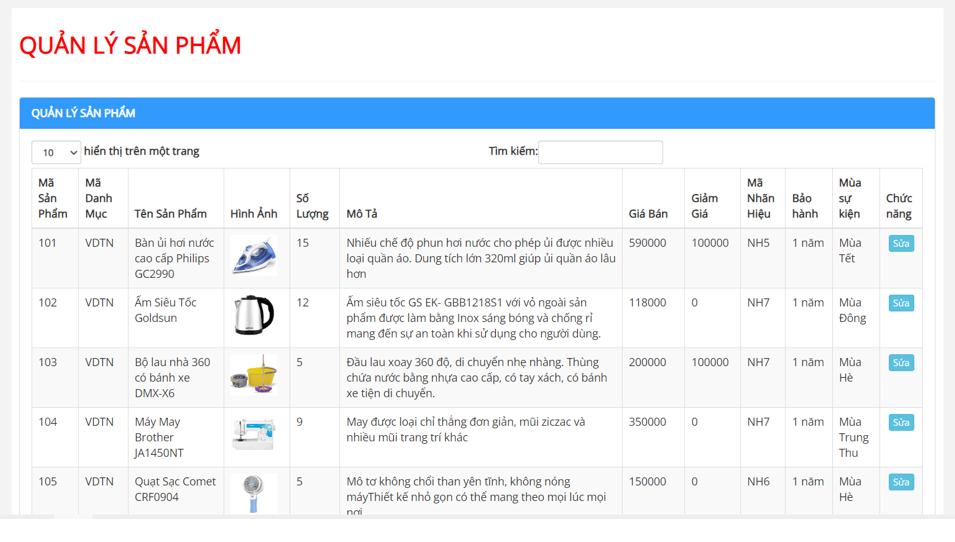 QUẢN LÝ SẢN PHẨM
QUẢN LÝ SẢN PHẨM
10 hiển thị trên một trang Tìm kiếm:
Mã Sản Phẩm Mã Danh Mục Tên Sản Phẩm Hình Ảnh Số Lượng Mô Tả Giá Bán Giảm Giá Mã Nhãn Hiệu Bảo hành Mùa sự kiện Chức năng
101 VDTN Bàn ủi hơi nước 15 Nhiếu chế độ phun hơi nước cho phép ủi được nhiều 590000 100000 NH5 1 năm Mùa Sửa
cao cấp Philips loại quần áo. Dung tích lớn 320ml giúp ủi quần áo lâu Tết
GC2990 hơn
102 VDTN Ấm Siêu Tốc 12 Ấm siêu tốc GS EK- GBB1218S1 với vỏ ngoài sản 118000 0 NH7 1 năm Mùa Sửa
Goldsun phẩm được làm bằng Inox sáng bóng và chống rỉ Đông
mang đến sự an toàn khi sử dụng cho người dùng.
103 VDTN Bộ lau nhà 360 5 Đầu lau xoay 360 độ, di chuyển nhẹ nhàng. Thùng 200000 100000 NH7 1 năm Mùa Sửa
có bánh xe chứa nước bằng nhựa cao cấp, có tay xách, có bánh Hè
DMX-X6 xe tiện di chuyển.
104 VDTN Máy May 9 May được loại chỉ thẳng đơn giản, mũi ziczac và 350000 0 NH7 1 năm Mùa Sửa
Brother nhiều mũi trang trí khác Trung
JA1450NT Thu
105 VDTN Quạt Sạc Comet 5 Mô tơ không chổi than yên tĩnh, không nóng 150000 0 NH6 1 năm Mùa Sửa
CRF0904 máyThiết kế nhỏ gọn có thể mang theo mọi lúc mọi Hè